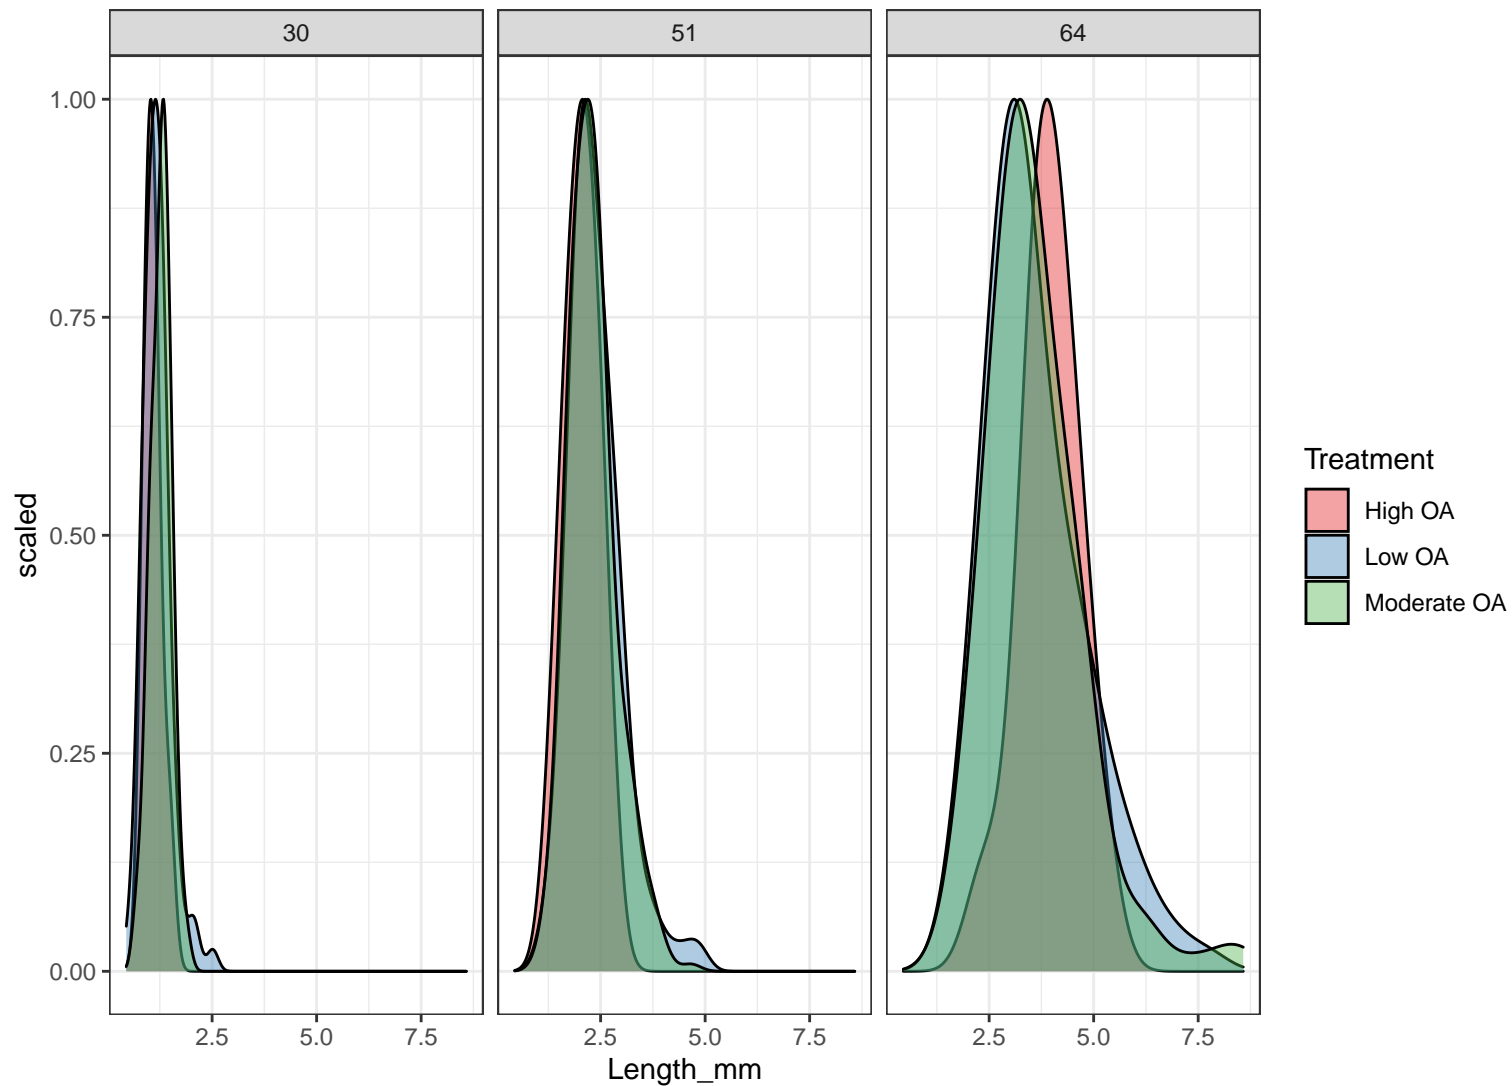 30 51 64
1.00
0.75
0.50
0.25
0.00
scaled
2.5 5.0 7.5 2.5 5.0 7.5 2.5 5.0 7.5
Length_mm
Treatment
High OA
Low OA
Moderate OA